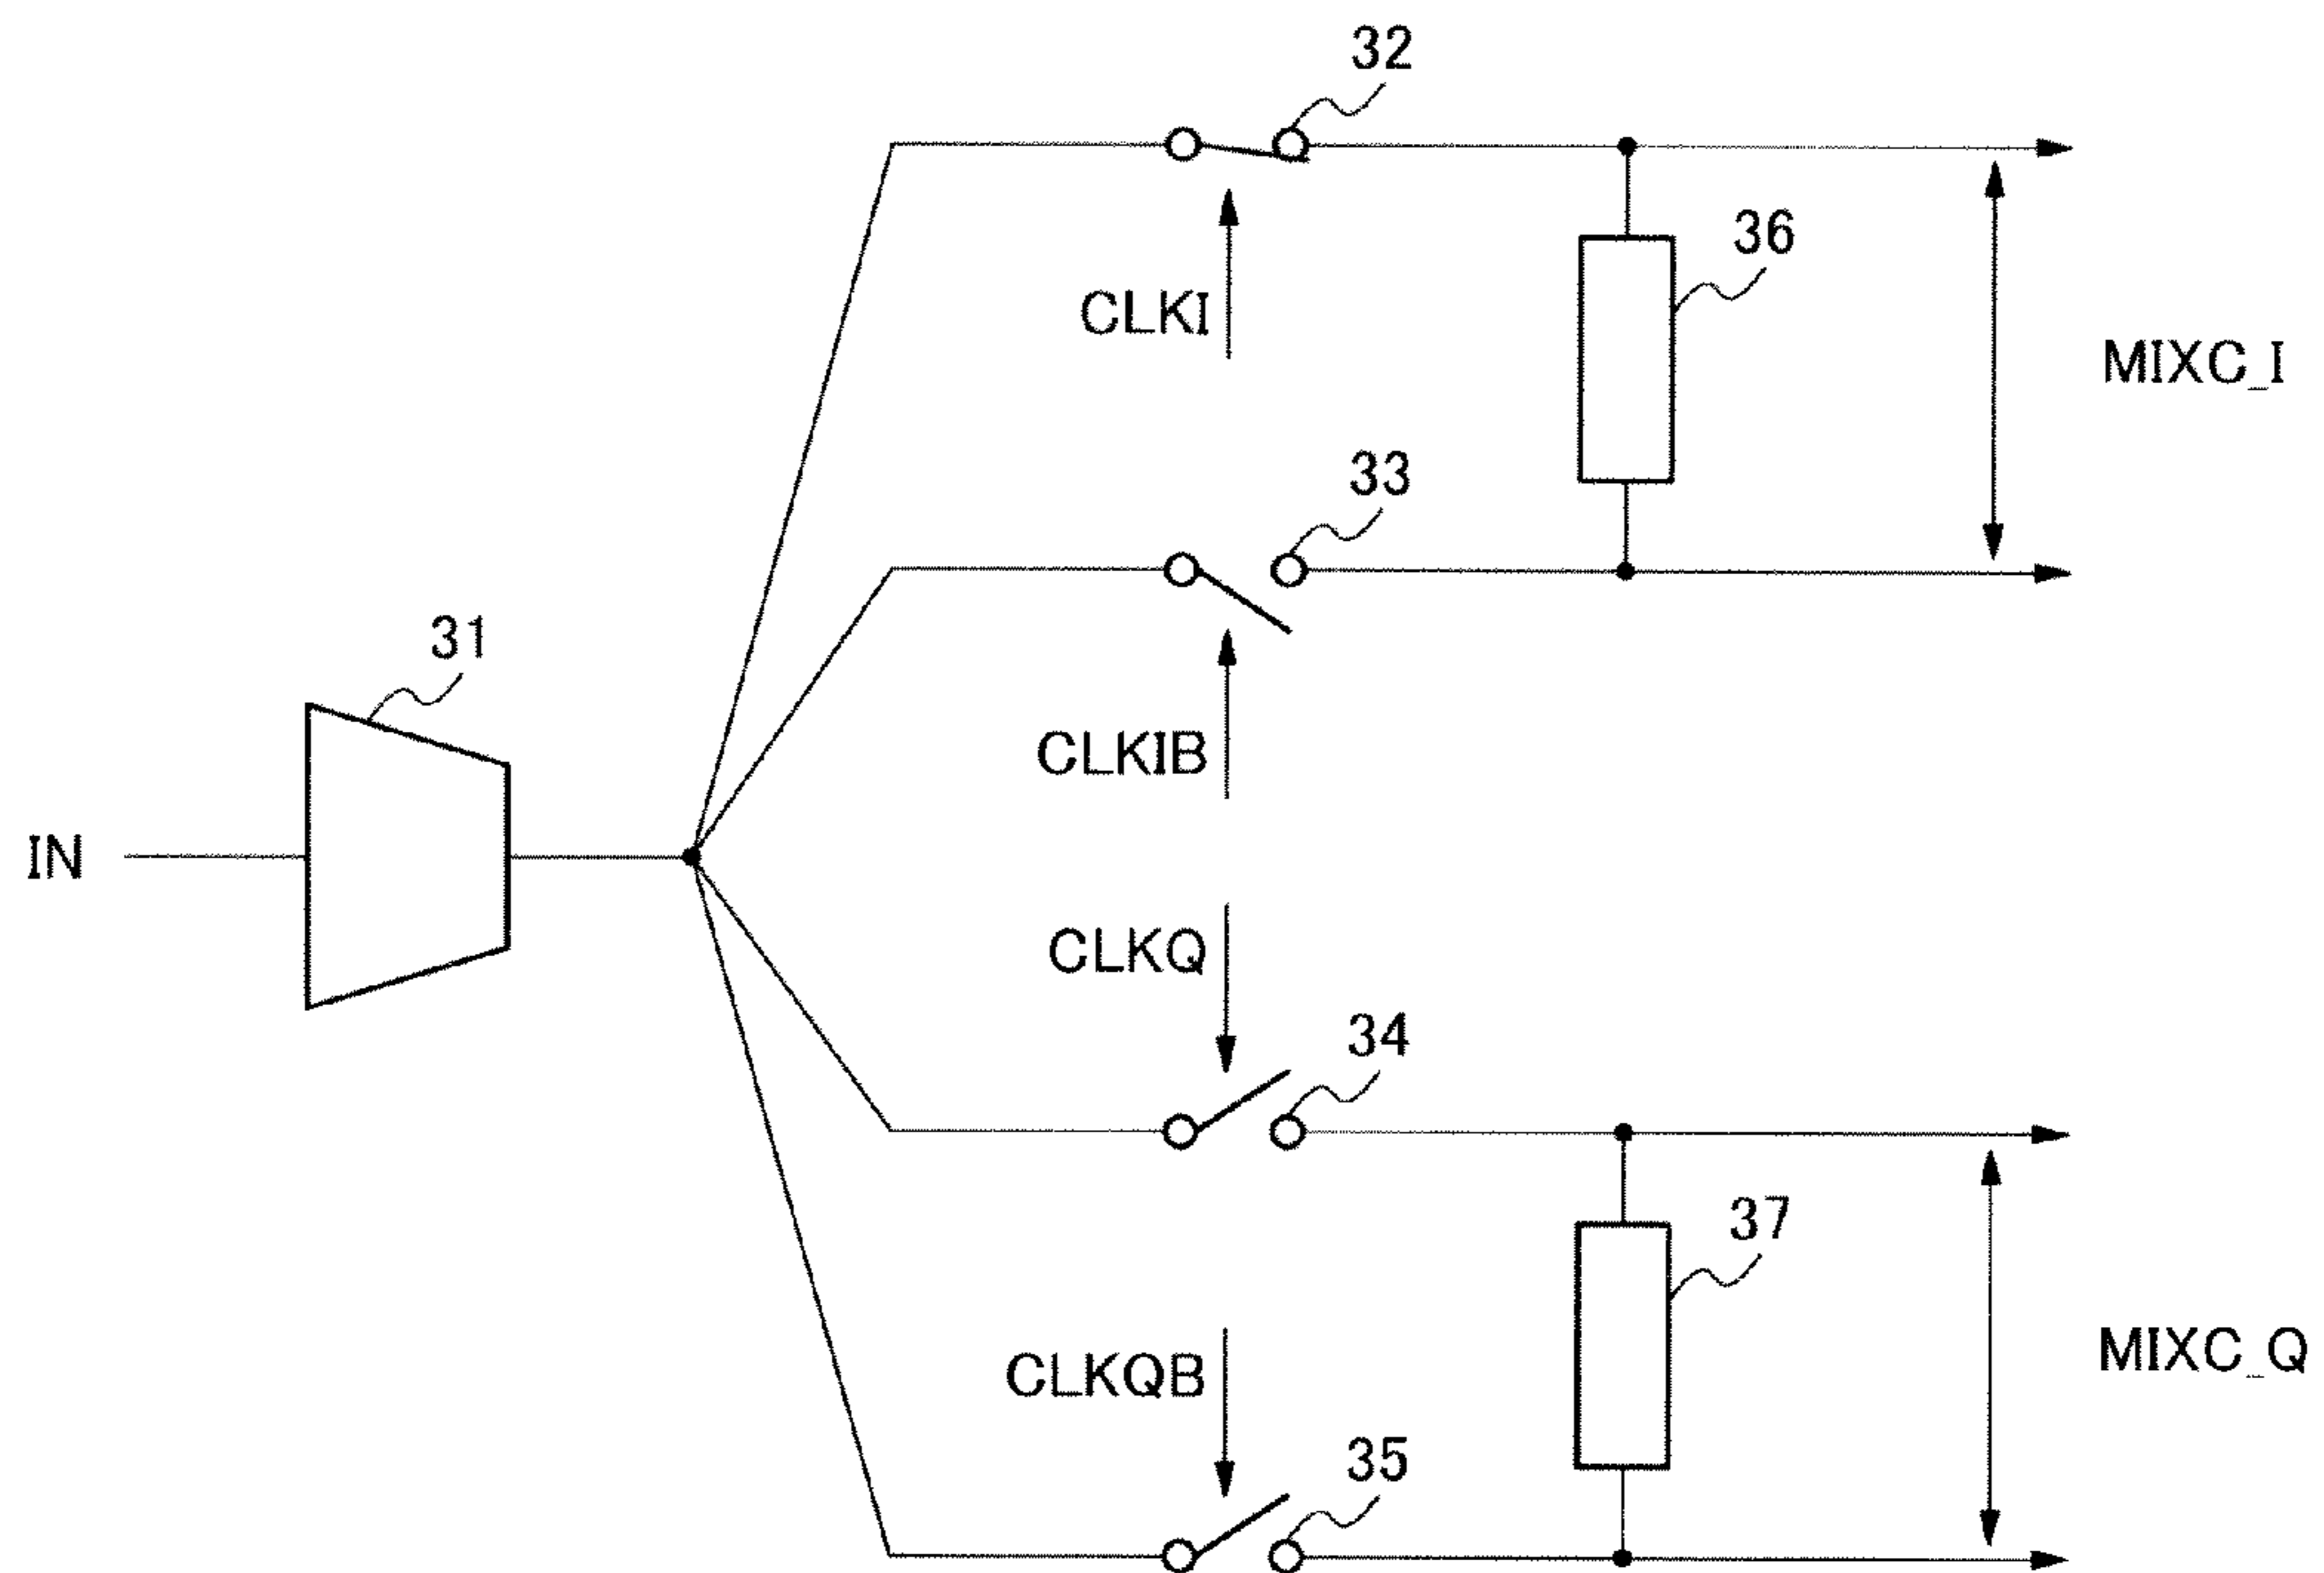 32
36
CLKI
MIXC_I
33
31
CLKIB
IN
CLKQ
34
37
CLKQB
MIXC_Q
35